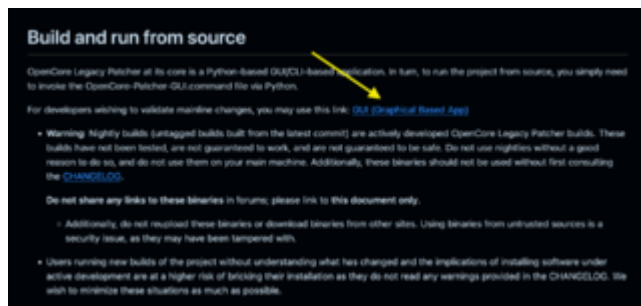 Build and run from source
OpenCore Legacy Patcher at its core is a Python-based GUI/CLI-based application. In turn, to run the project from source, you simply need
to invoke the OpenCore-Patcher-GUI.command file via Python.
For developers wishing to validate mainline changes, you may use this link: GUI (Graphical Based App)
• Warning: Nightly builds (untagged builds built from the latest commit) are actively developed OpenCore Legacy Patcher builds. These
builds have not been tested, are not guaranteed to work, and are not guaranteed to be safe. Do not use nightlies without a good
reason to do so, and do not use them on your main machine. Additionally, these binaries should not be used without first consulting
the CHANGELOG.
Do not share any links to these binaries in forums; please link to this document only.
○ Additionally, do not reupload these binaries or download binaries from other sites. Using binaries from untrusted sources is a
security issue, as they may have been tampered with.
• Users running new builds of the project without understanding what has changed and the implications of installing software under
active development are at a higher risk of bricking their installation as they do not read any warnings provided in the CHANGELOG. We
wish to minimize these situations as much as possible.